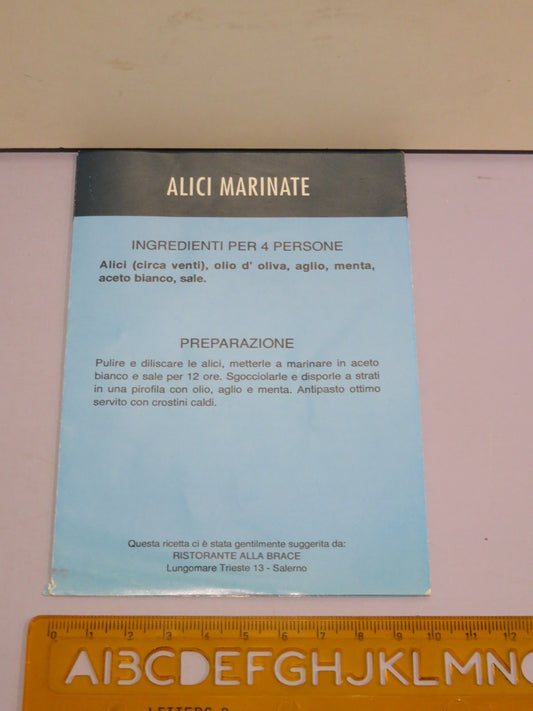 ALICI MARINATE
INGREDIENTI PER 4 PERSONE
Alici (circa venti), olio d' oliva, aglio, menta,
aceto bianco, sale.
PREPARAZIONE
Pulire e diliscare le alici, metterle a marinare in aceto
bianco e sale per 12 ore. Sgocciolarle e disporle a strati
in una pirofila con olio, aglio e menta. Antipasto ottimo
servito con crostini caldi.
Questa ricetta ci è stata gentilmente suggerita da:
RISTORANTE ALLA BRACE
Lungomare Trieste 13 - Salerno
0 1 2 3 4 5 6 7 8 9 10 11 12
ABCDEFGHIJKLMNO